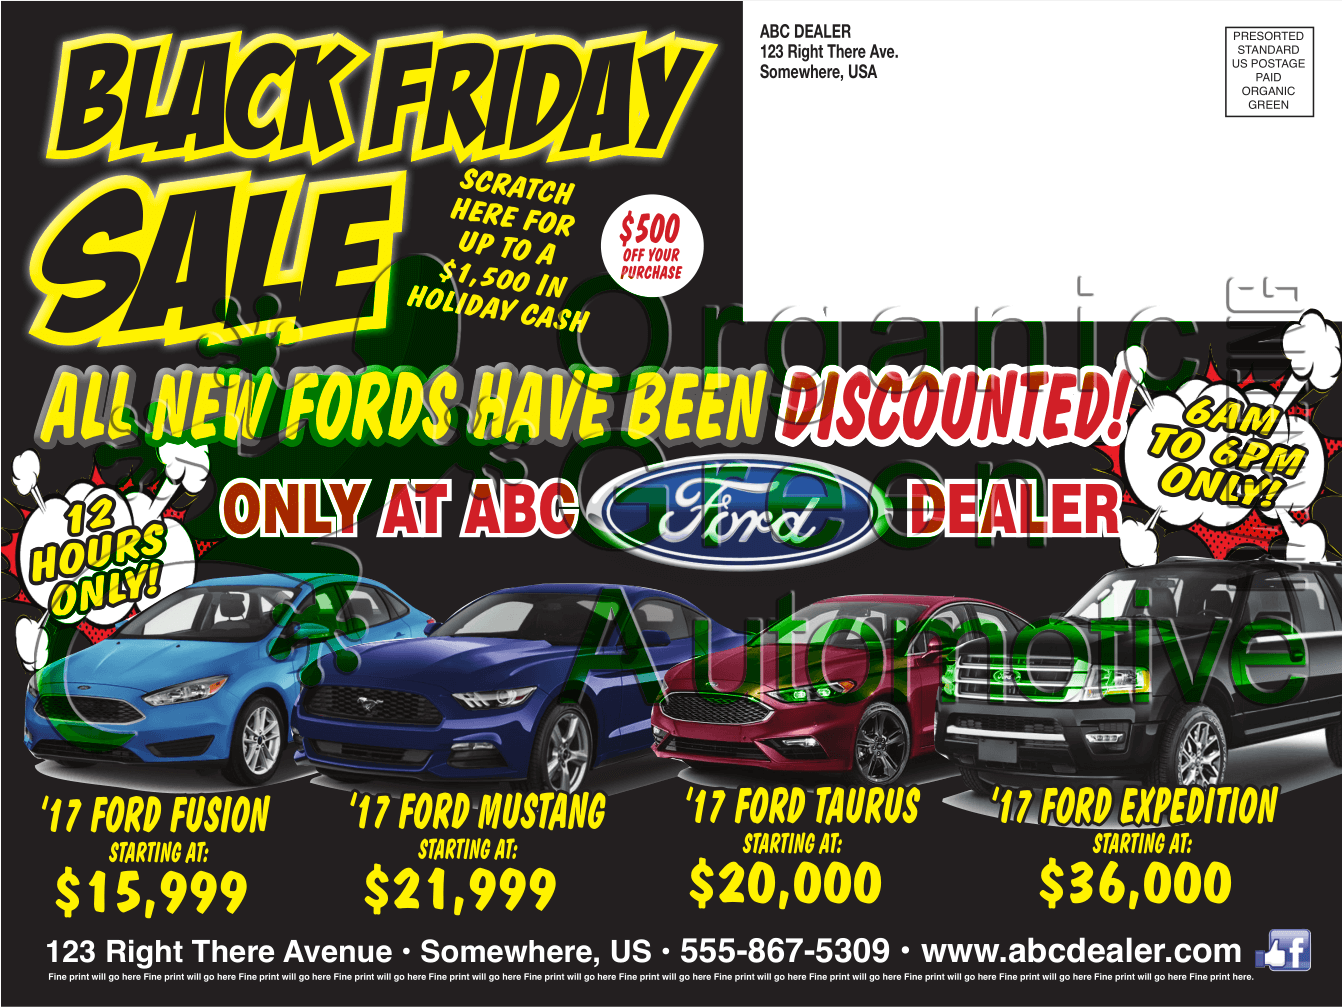 BLACK FRIDAY
SALE
SCRATCH
HERE FOR
UP TO A
$1,500 IN
HOLIDAY CASH
$500
OFF YOUR
PURCHASE
ABC DEALER
123 Right There Ave.
Somewhere, USA
PRESORTED
STANDARD
US POSTAGE
PAID
ORGANIC
GREEN
ALL NEW FORDS HAVE BEEN DISCOUNTED!
ONLY AT ABC Ford DEALER
12
HOURS
ONLY!
6AM
TO 6PM
ONLY!
Organic
Green
Automotive
'17 FORD FUSION
STARTING AT:
$15,999
'17 FORD MUSTANG
STARTING AT:
$21,999
'17 FORD TAURUS
STARTING AT:
$20,000
'17 FORD EXPEDITION
STARTING AT:
$36,000
123 Right There Avenue • Somewhere, US • 555-867-5309 • www.abcdealer.com
f
Fine print will go here Fine print will go here Fine print will go here Fine print will go here Fine print will go here Fine print will go here Fine print will go here Fine print will go here Fine print will go here Fine print will go here Fine print will go here Fine print will go here Fine print here.